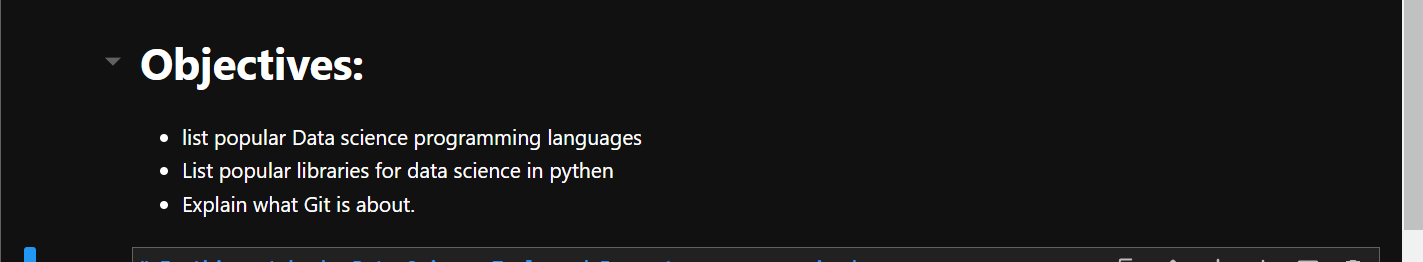 Objectives:
list popular Data science programming languages
List popular libraries for data science in pythen
Explain what Git is about.